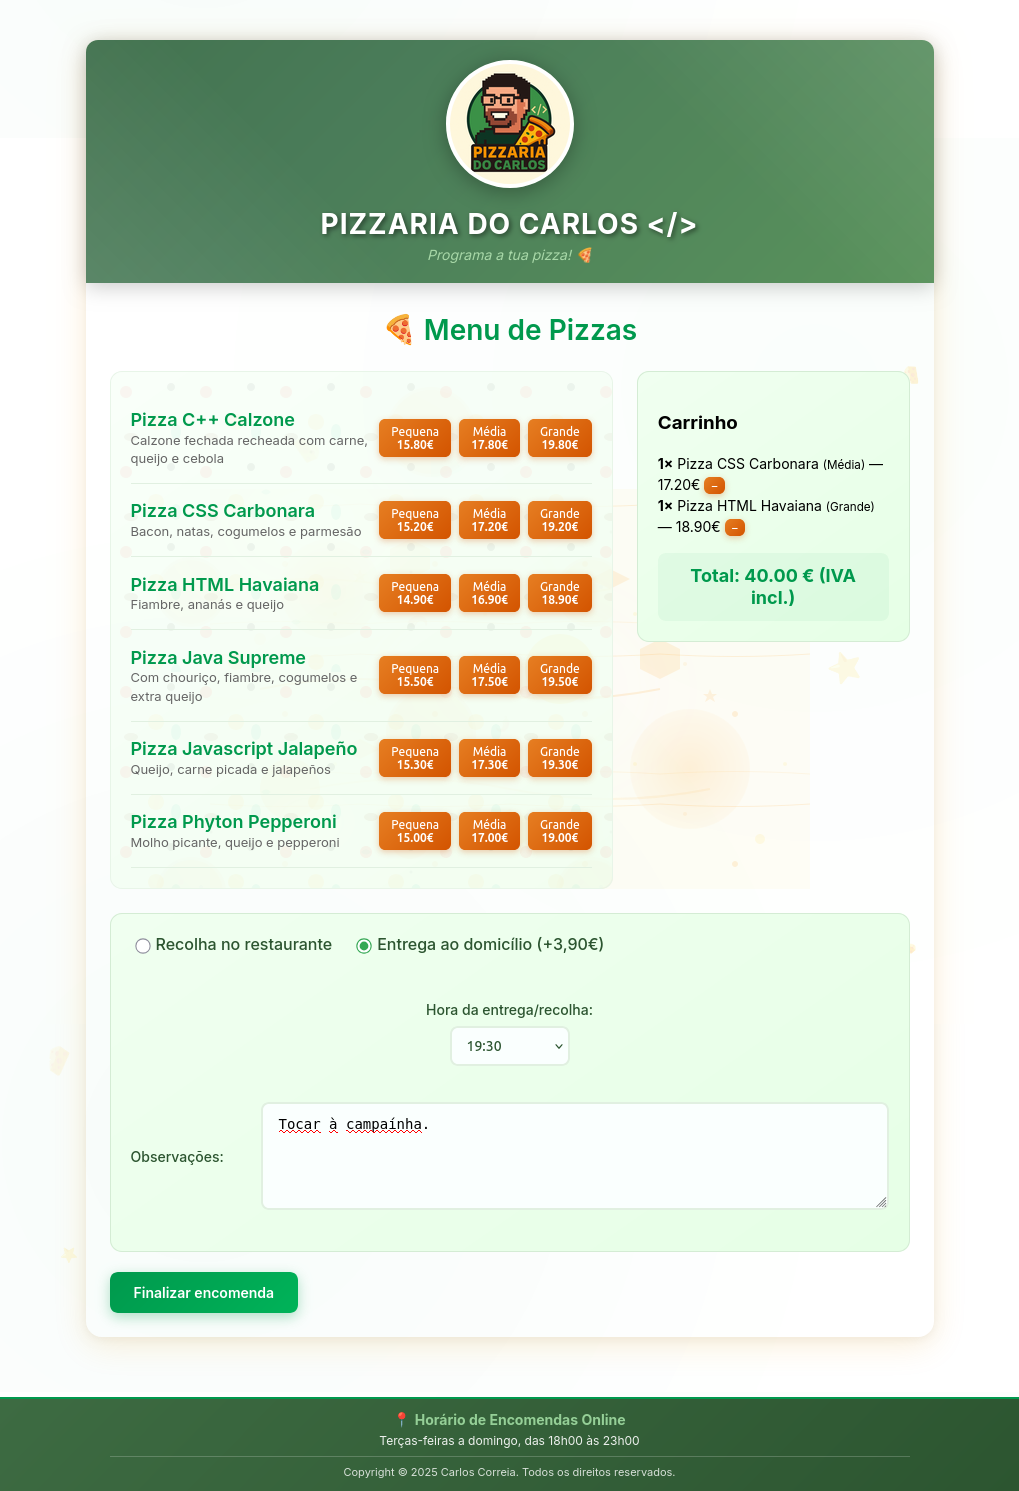 </>
PIZZARIA
DO CARLOS
PIZZARIA DO CARLOS </>
Programa a tua pizza! 🍕
🍕 Menu de Pizzas
Pizza C++ Calzone
Calzone fechada recheada com carne,
queijo e cebola
Pequena
15.80€
Média
17.80€
Grande
19.80€
Pizza CSS Carbonara
Bacon, natas, cogumelos e parmesão
Pequena
15.20€
Média
17.20€
Grande
19.20€
Pizza HTML Havaiana
Fiambre, ananás e queijo
Pequena
14.90€
Média
16.90€
Grande
18.90€
Pizza Java Supreme
Com chouriço, fiambre, cogumelos e
extra queijo
Pequena
15.50€
Média
17.50€
Grande
19.50€
Pizza Javascript Jalapeño
Queijo, carne picada e jalapeños
Pequena
15.30€
Média
17.30€
Grande
19.30€
Pizza Phyton Pepperoni
Molho picante, queijo e pepperoni
Pequena
15.00€
Média
17.00€
Grande
19.00€
Carrinho
1× Pizza CSS Carbonara (Média) —
17.20€ −
1× Pizza HTML Havaiana (Grande)
— 18.90€ −
Total: 40.00 € (IVA
incl.)
Recolha no restaurante
Entrega ao domicílio (+3,90€)
Hora da entrega/recolha:
19:30
Observações:
Tocar à campaínha.
Finalizar encomenda
📍 Horário de Encomendas Online
Terças-feiras a domingo, das 18h00 às 23h00
Copyright © 2025 Carlos Correia. Todos os direitos reservados.